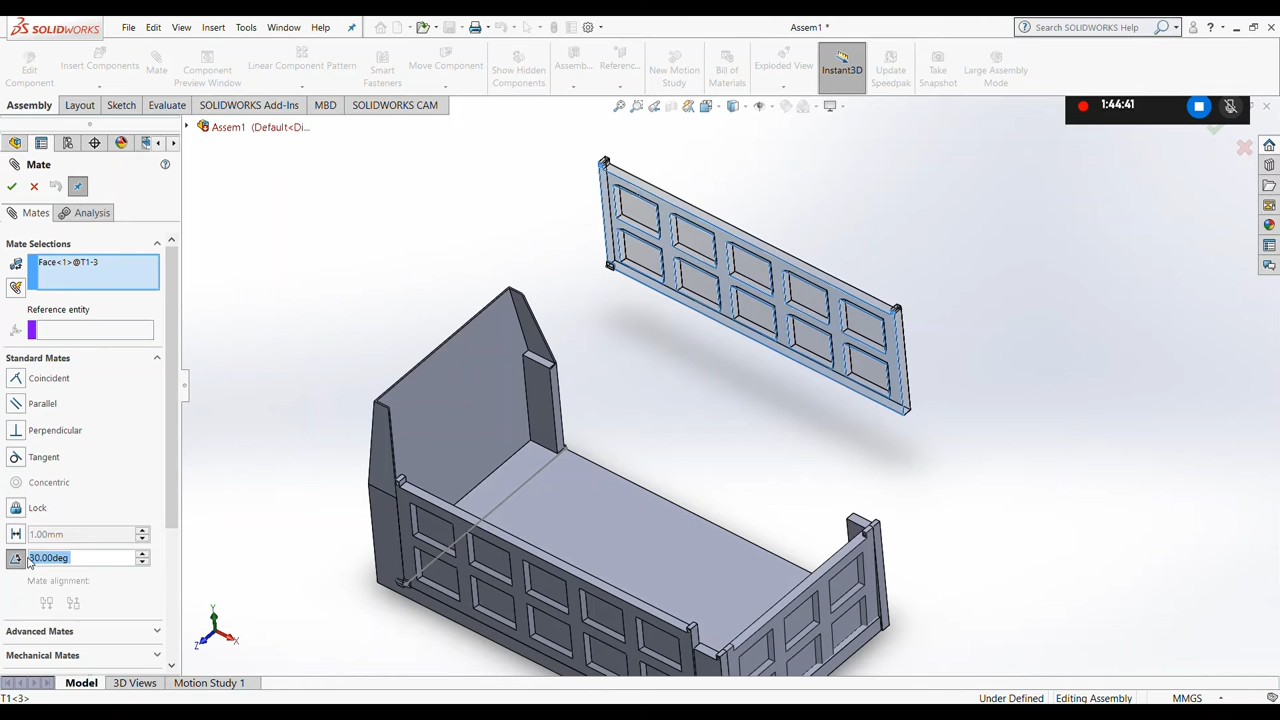 SOLIDWORKS File Edit View Insert Tools Window Help Assem1 * Search SOLIDWORKS Help
Edit Component Insert Components Mate Component Preview Window Linear Component Pattern Smart Fasteners Move Component Show Hidden Components Assemb... Referenc... New Motion Study Bill of Materials Exploded View Instant3D Update Speedpak Take Snapshot Large Assembly Mode
Assembly Layout Sketch Evaluate SOLIDWORKS Add-Ins MBD SOLIDWORKS CAM
1:44:41
Assem1 (Default<Di...
Mate
Mates Analysis
Mate Selections
Face<1>@T1-3
Reference entity
Standard Mates
Coincident
Parallel
Perpendicular
Tangent
Concentric
Lock
1.00mm
30.00deg
Mate alignment:
Advanced Mates
Mechanical Mates
Y
X
Z
Model 3D Views Motion Study 1
T1<3> Under Defined Editing Assembly MMGS